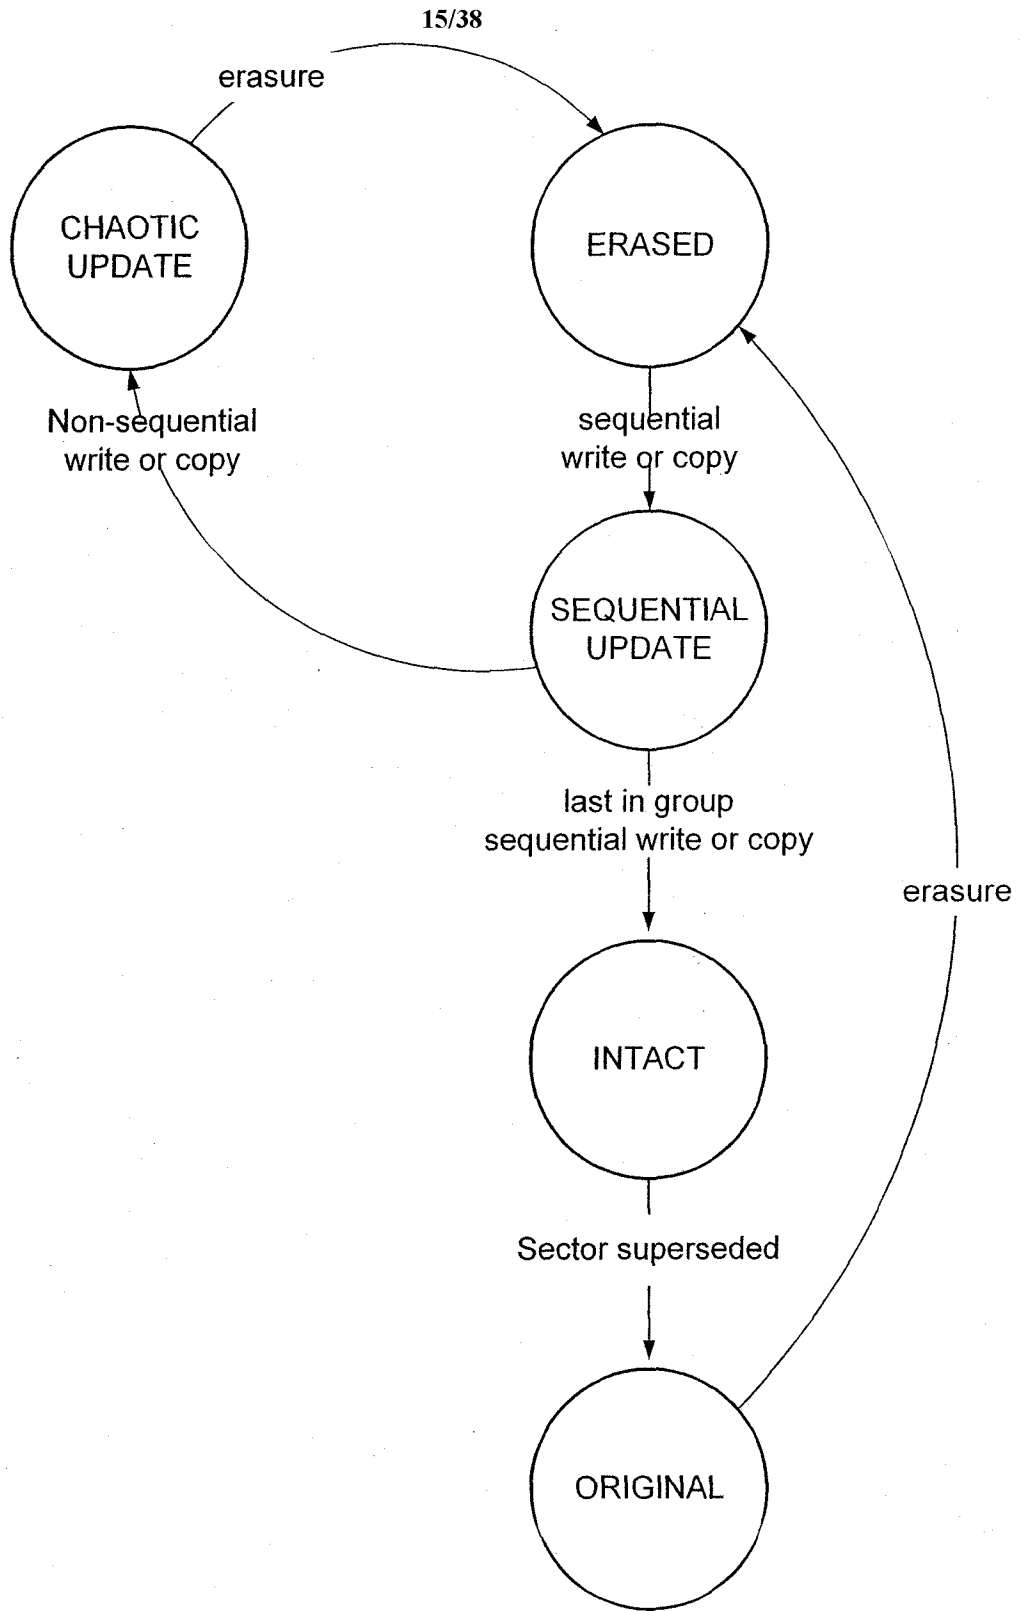 15/38
erasure
CHAOTIC
UPDATE
ERASED
Non-sequential
write or copy
sequential
write or copy
SEQUENTIAL
UPDATE
last in group
sequential write or copy
erasure
INTACT
Sector superseded
ORIGINAL